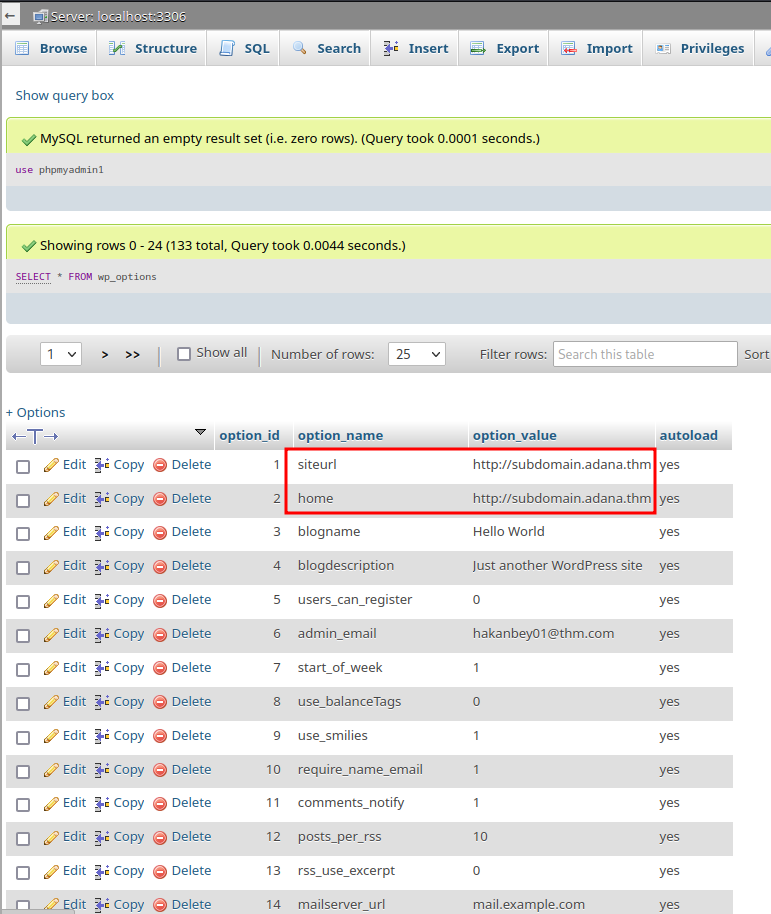 ← Server: localhost:3306
Browse Structure SQL Search Insert Export Import Privileges
Show query box
MySQL returned an empty result set (i.e. zero rows). (Query took 0.0001 seconds.)
use phpmyadmin1
Showing rows 0 - 24 (133 total, Query took 0.0044 seconds.)
SELECT * FROM wp_options
1 > >> Show all Number of rows: 25 Filter rows: Search this table Sort
+ Options
←T→ option_id option_name option_value autoload
Edit Copy Delete 1 siteurl http://subdomain.adana.thm yes
Edit Copy Delete 2 home http://subdomain.adana.thm yes
Edit Copy Delete 3 blogname Hello World yes
Edit Copy Delete 4 blogdescription Just another WordPress site yes
Edit Copy Delete 5 users_can_register 0 yes
Edit Copy Delete 6 admin_email hakanbey01@thm.com yes
Edit Copy Delete 7 start_of_week 1 yes
Edit Copy Delete 8 use_balanceTags 0 yes
Edit Copy Delete 9 use_smilies 1 yes
Edit Copy Delete 10 require_name_email 1 yes
Edit Copy Delete 11 comments_notify 1 yes
Edit Copy Delete 12 posts_per_rss 10 yes
Edit Copy Delete 13 rss_use_excerpt 0 yes
Edit Copy Delete 14 mailserver_url mail.example.com yes